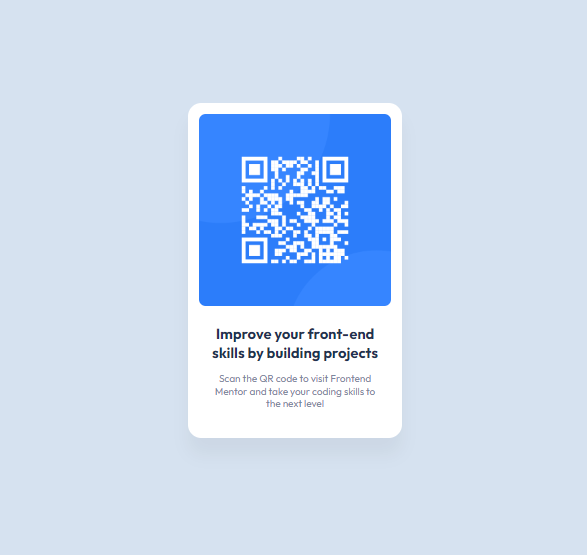 Improve your front-end
skills by building projects
Scan the QR code to visit Frontend
Mentor and take your coding skills to
the next level